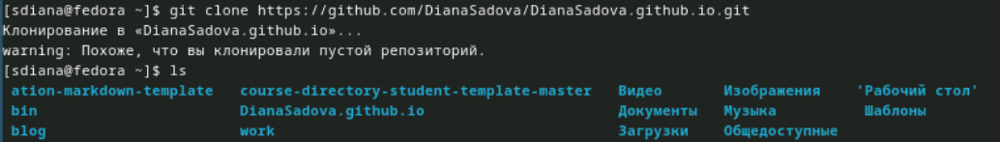 [sdiana@fedora ~]$ git clone https://github.com/DianaSadova/DianaSadova.github.io.git
Клонирование в «DianaSadova.github.io»...
warning: Похоже, что вы клонировали пустой репозиторий.
[sdiana@fedora ~]$ ls
ation-markdown-template course-directory-student-template-master Видео Изображения 'Рабочий стол'
bin DianaSadova.github.io Документы Музыка Шаблоны
blog work Загрузки Общедоступные